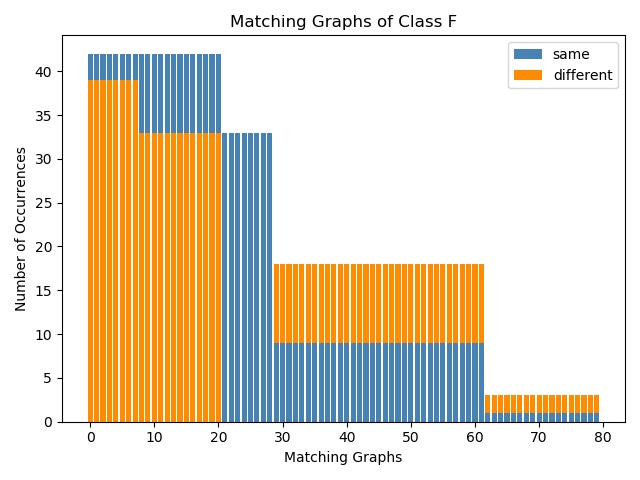 Matching Graphs of Class F
same
different
Number of Occurrences
40
35
30
25
20
15
10
5
0
0 10 20 30 40 50 60 70 80
Matching Graphs